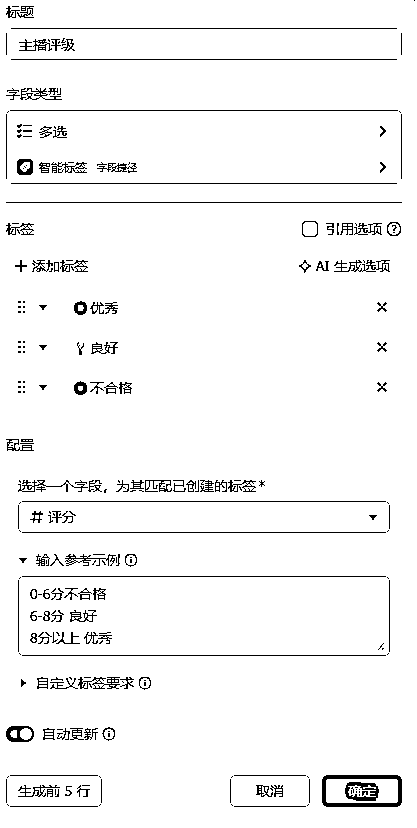 标题
主播评级
字段类型
多选
智能标签 字段捷径
标签 引用选项
添加标签 AI 生成选项
优秀
良好
不合格
配置
选择一个字段，为其匹配已创建的标签 *
# 评分
输入参考示例
0-6分不合格
6-8分 良好
8分以上 优秀
自定义标签要求
自动更新
生成前 5 行 取消 确定